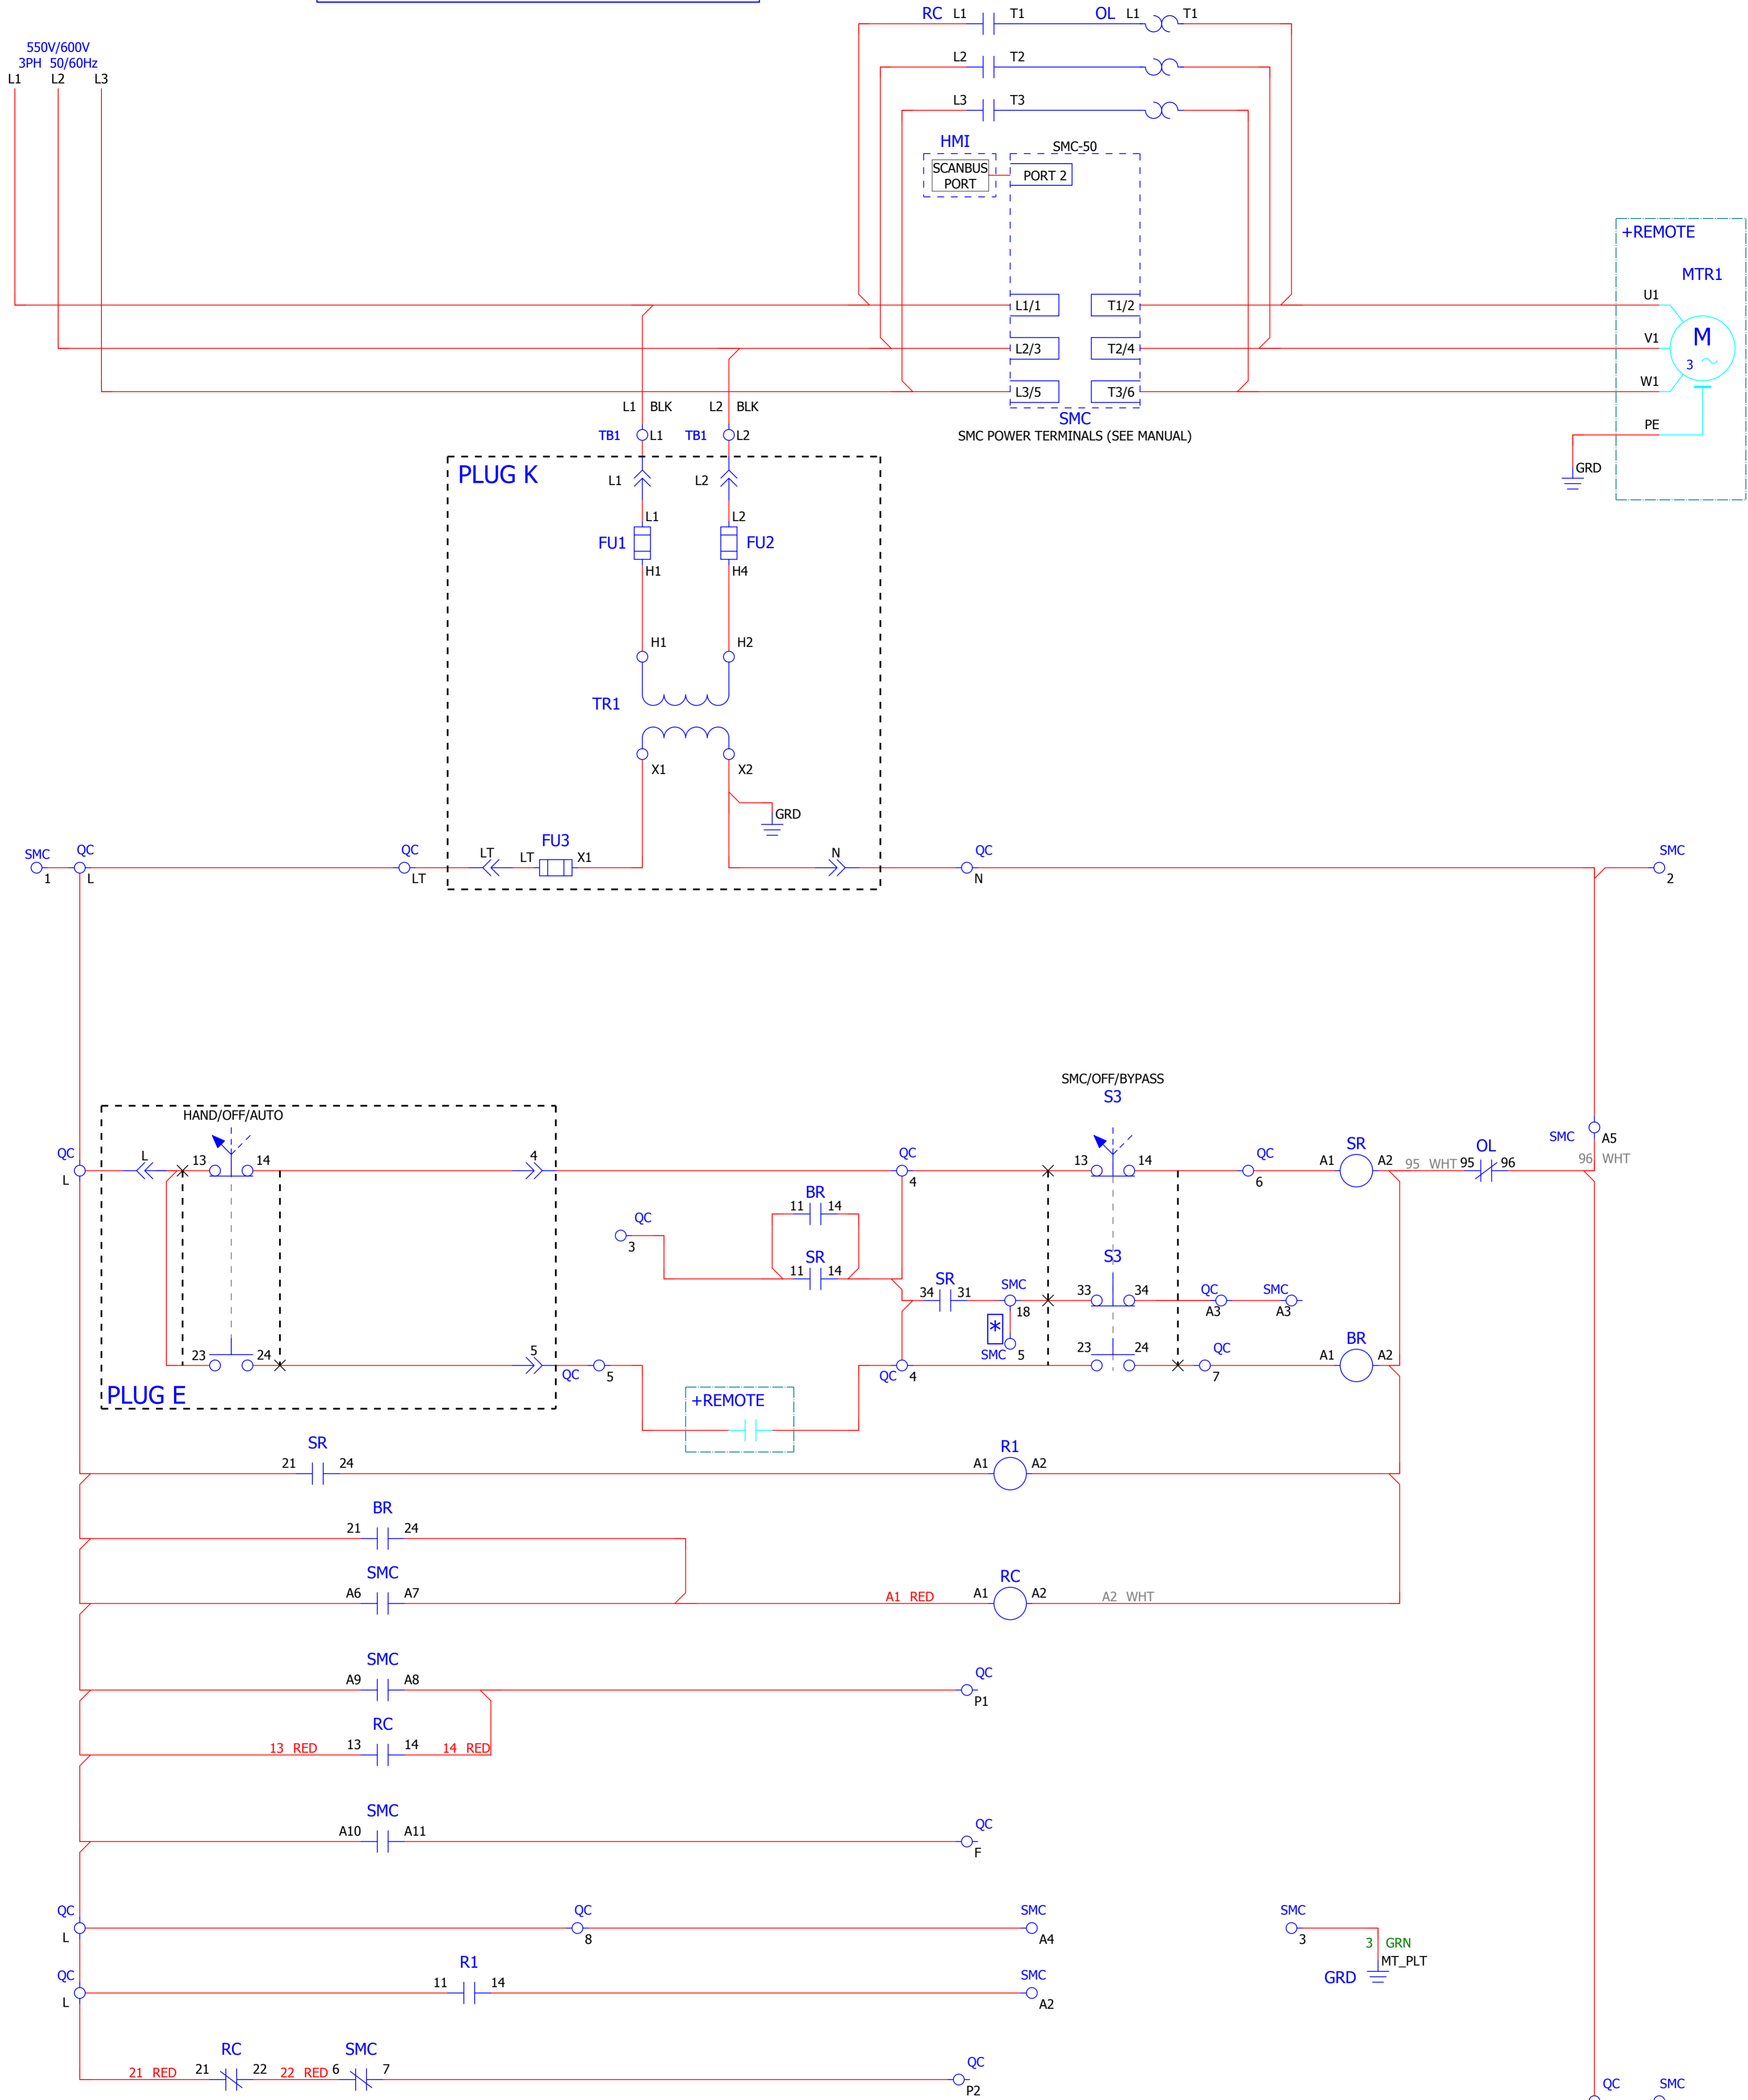 RC L1 T1 OL L1 T1
550V/600V
3PH 50/60Hz
L1 L2 L3
L2 T2
L3 T3
HMI SMC-50
SCANBUS
PORT
PORT 2
+REMOTE
MTR1
L1/1 T1/2 U1
L2/3 T2/4 V1
M
3
L3/5 T3/6 W1
L1 BLK L2 BLK
SMC
SMC POWER TERMINALS (SEE MANUAL)
PE
GRD
TB1 L1 TB1 L2
PLUG K
L1 L2
L1 L2
FU1 FU2
H1 H4
H1 H2
TR1
X1 X2
GRD
SMC QC QC FU3 QC SMC
LT LT X1 N
1 L LT N 2
SMC/OFF/BYPASS
S3
HAND/OFF/AUTO
QC L 13 14 4 QC 13 14 QC SR OL SMC A5
L 4 6 A1 A2 95 WHT 95 96 96 WHT
BR
11 14
QC
3
SR
11 14
S3
SR SMC
34 31 18 33 34 QC SMC
A3 A3
*
SMC 5
23 24 5 23 24 QC BR
QC 5 QC 4 7 A1 A2
PLUG E
+REMOTE
SR R1
21 24 A1 A2
BR
21 24
SMC RC
A6 A7 A1 RED A1 A2 A2 WHT
SMC QC
A9 A8 P1
RC
13 RED 13 14 14 RED
SMC QC
A10 A11 F
QC QC SMC SMC
L 8 A4 3
3 GRN
MT_PLT
GRD
QC R1 SMC
L 11 14 A2
RC SMC QC
21 RED 21 22 22 RED 6 7 P2
QC SMC